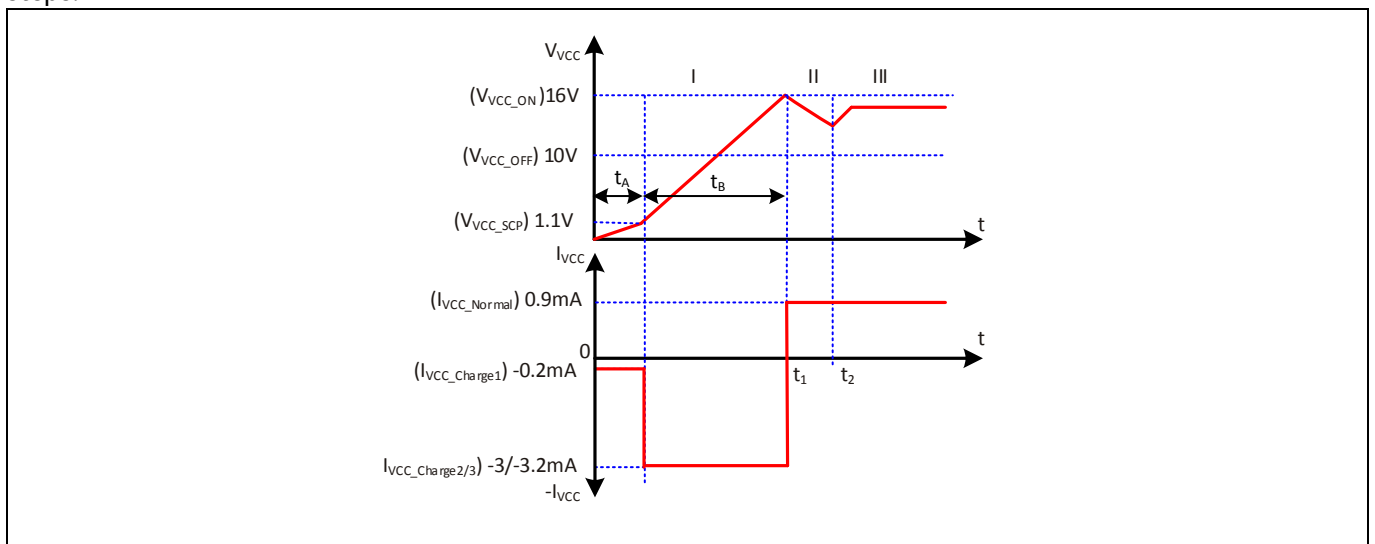 V_VCC
I II III
(V_VCC_ON)16V
(V_VCC_OFF) 10V
t_A t_B
(V_VCC_SCP) 1.1V
t
I_VCC
(I_VCC_Normal) 0.9mA
t
0
(I_VCC_Charge1) -0.2mA
t_1 t_2
I_VCC_Charge2/3) -3/-3.2mA
-I_VCC